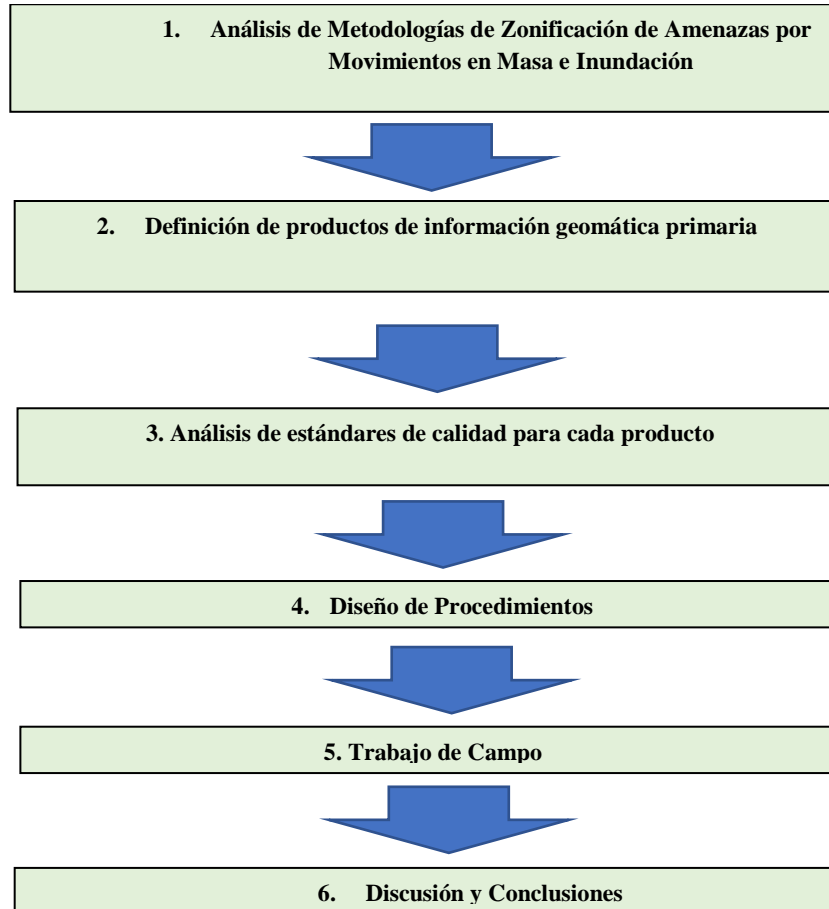 1. Análisis de Metodologías de Zonificación de Amenazas por
Movimientos en Masa e Inundación
2. Definición de productos de información geomática primaria
3. Análisis de estándares de calidad para cada producto
4. Diseño de Procedimientos
5. Trabajo de Campo
6. Discusión y Conclusiones